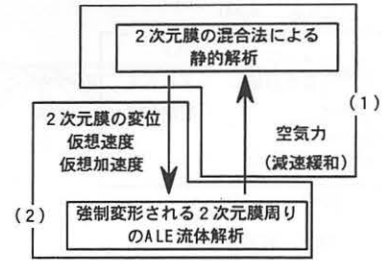 2次元膜の混合法による
静的解析
(1)
2次元膜の変位
仮想速度
仮想加速度
空気力
(減速緩和)
(2)
強制変形される2次元膜周り
のALE流体解析